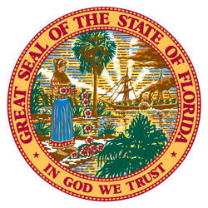 GREAT SEAL OF THE STATE OF FLORIDA
IN GOD WE TRUST